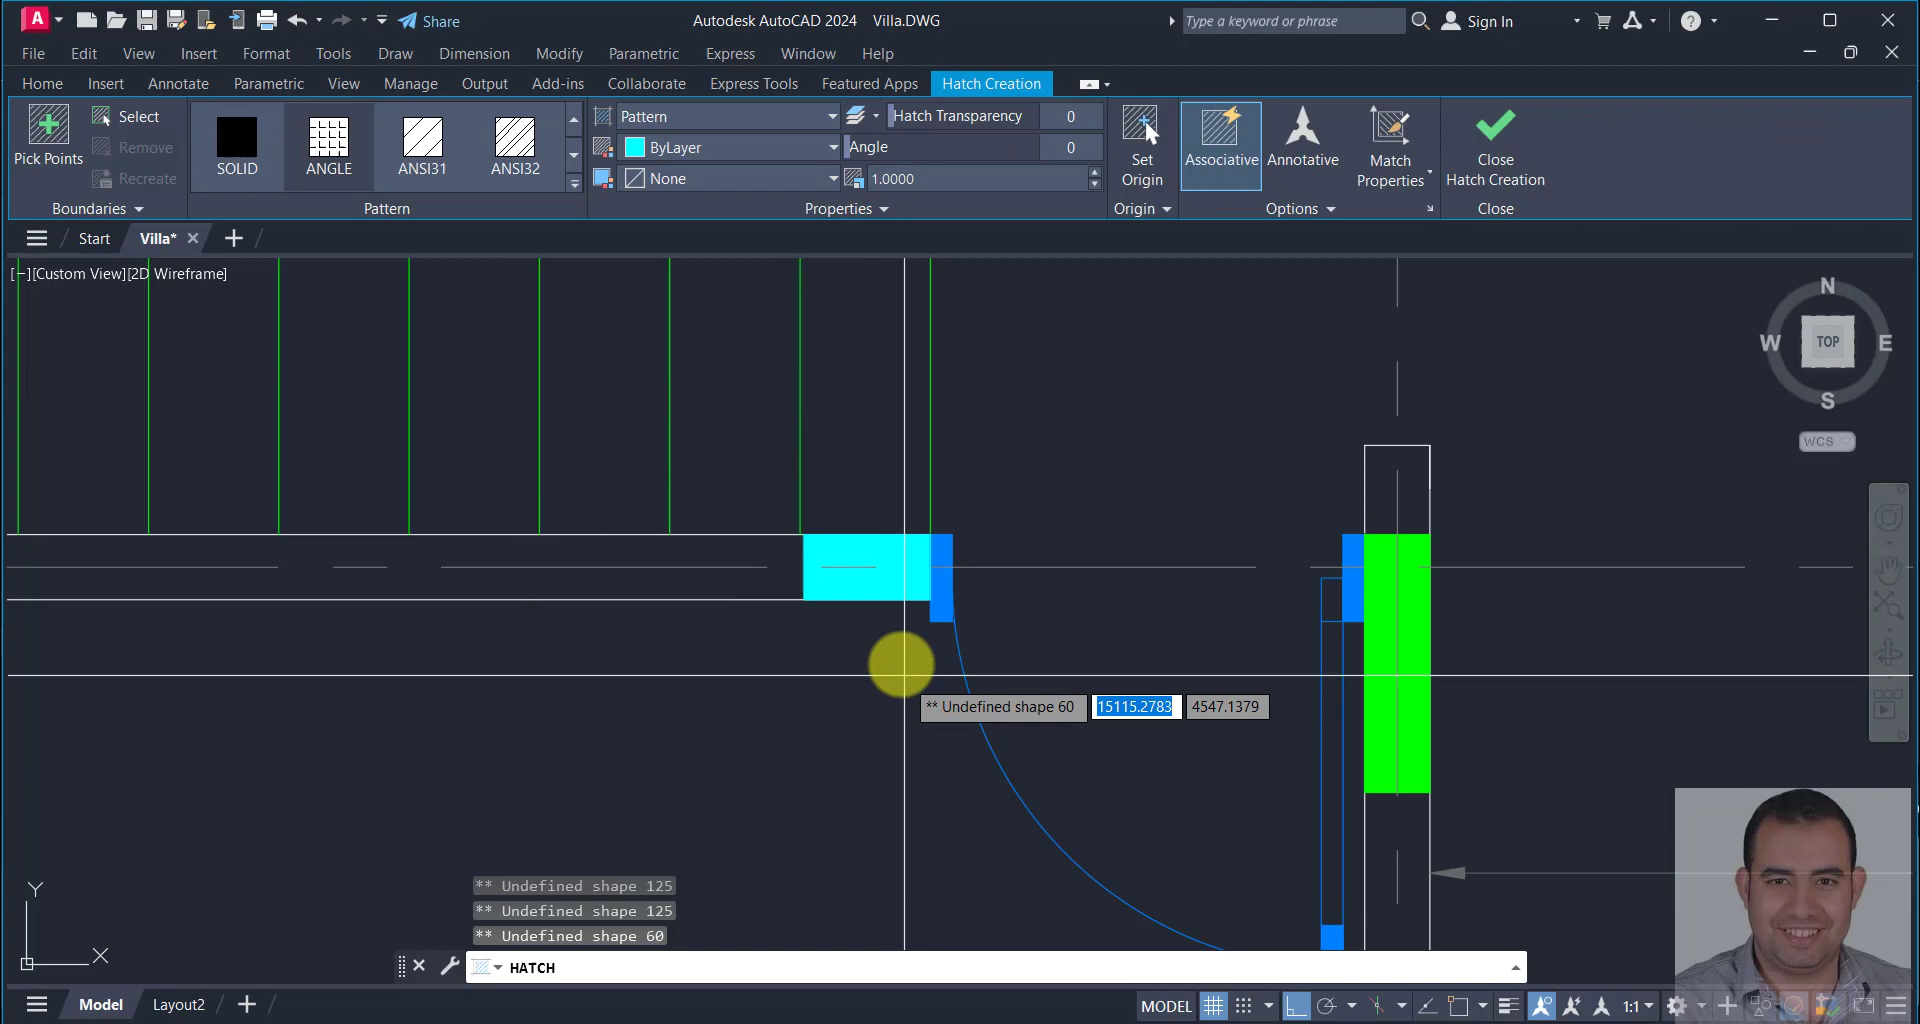 A
Share
Autodesk AutoCAD 2024 Villa.DWG
Type a keyword or phrase
Sign In
File Edit View Insert Format Tools Draw Dimension Modify Parametric Express Window Help
Home Insert Annotate Parametric View Manage Output Add-ins Collaborate Express Tools Featured Apps Hatch Creation
Pick Points
Select
Remove
Recreate
Boundaries
SOLID
ANGLE
ANSI31
ANSI32
Pattern
Pattern
ByLayer
None
Hatch Transparency 0
Angle 0
1.0000
Properties
Set
Origin
Origin
Associative
Annotative
Match
Properties
Options
Close
Hatch Creation
Close
Start
Villa*
[−][Custom View][2D Wireframe]
N
W
TOP
E
S
WCS
** Undefined shape 60 15115.2783 4547.1379
** Undefined shape 125
** Undefined shape 125
** Undefined shape 60
Y
X
HATCH
Model
Layout2
MODEL
1:1